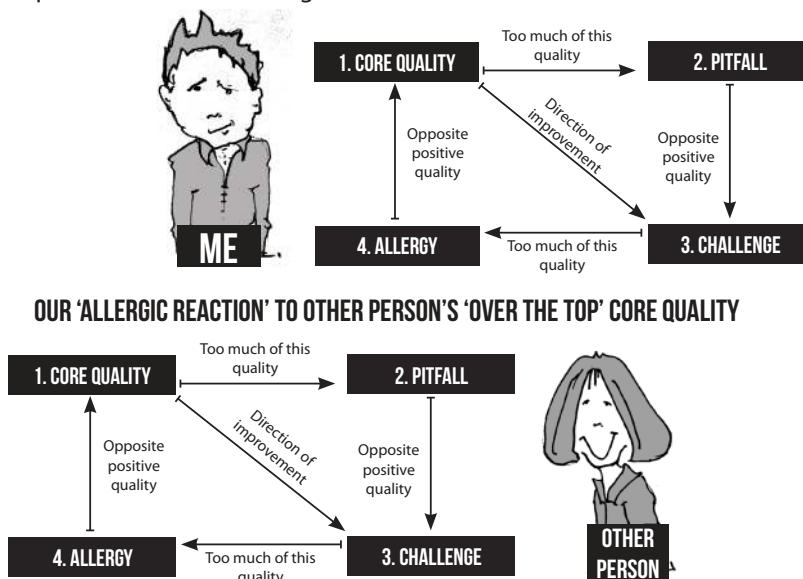 1. CORE QUALITY
Too much of this
quality
2. PITFALL
Opposite
positive
quality
Direction of
improvement
Opposite
positive
quality
ME
4. ALLERGY
Too much of this
quality
3. CHALLENGE
OUR ‘ALLERGIC REACTION’ TO OTHER PERSON’S ‘OVER THE TOP’ CORE QUALITY
1. CORE QUALITY
Too much of this
quality
2. PITFALL
Opposite
positive
quality
Direction of
improvement
Opposite
positive
quality
4. ALLERGY
Too much of this
quality
3. CHALLENGE
OTHER
PERSON